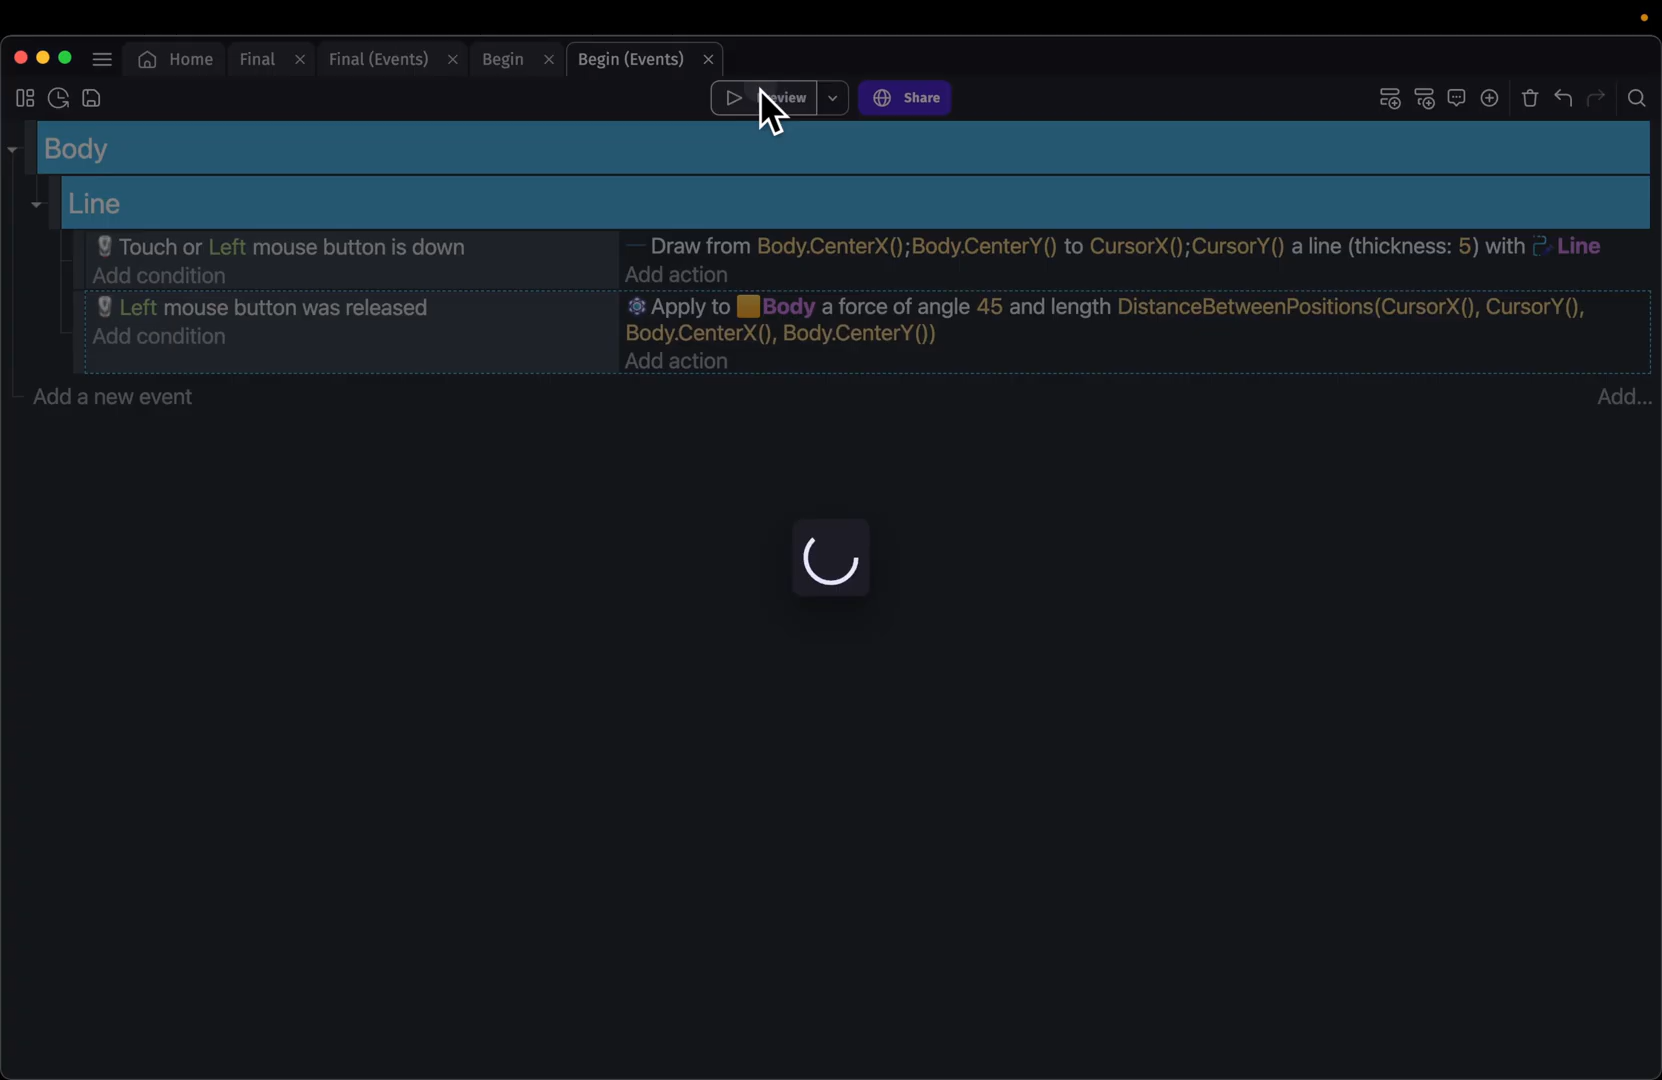 Home
Final
Final (Events)
Begin
Begin (Events)
Share
Body
Line
Touch or Left mouse button is down
Draw from Body.CenterX();Body.CenterY() to CursorX();CursorY() a line (thickness: 5) with Line
Add condition
Add action
Left mouse button was released
Apply to Body a force of angle 45 and length DistanceBetweenPositions(CursorX(), CursorY(),
Add condition
Body.CenterX(), Body.CenterY())
Add action
Add a new event
Add...